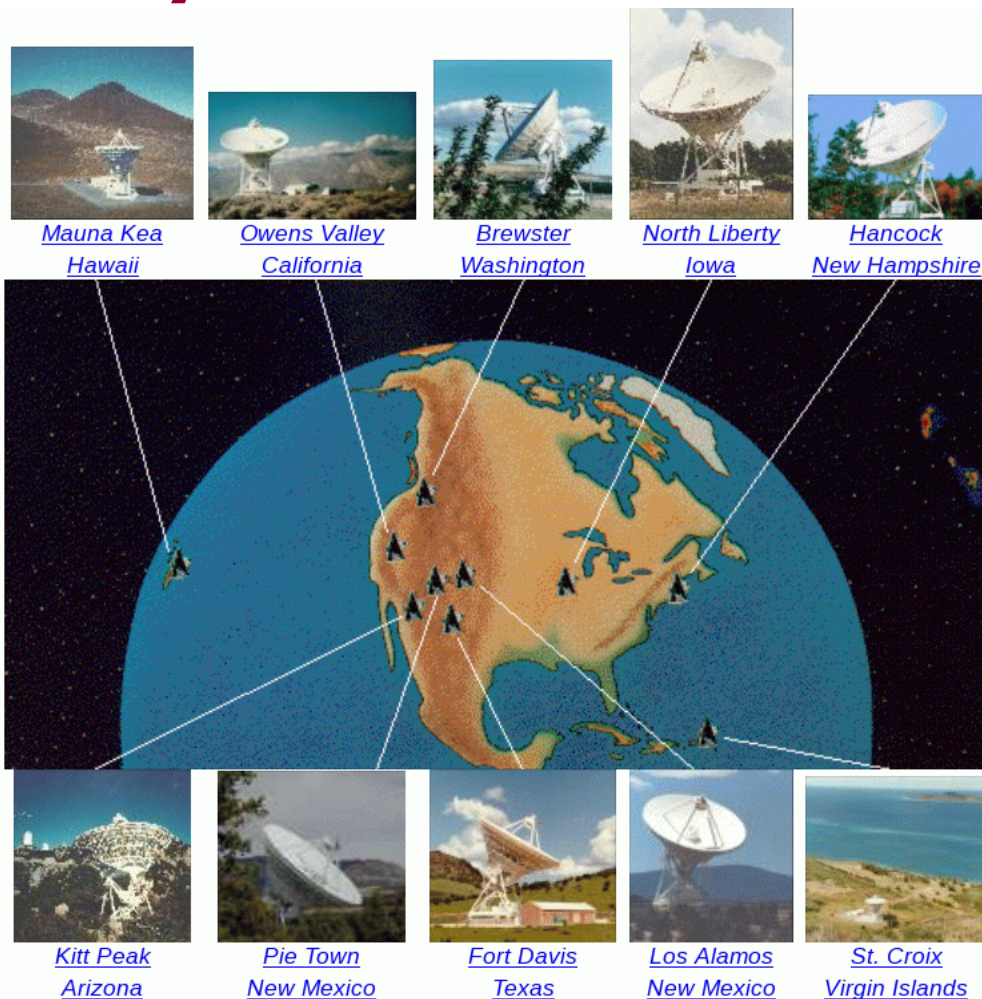 Mauna Kea
Hawaii
Owens Valley
California
Brewster
Washington
North Liberty
Iowa
Hancock
New Hampshire
Kitt Peak
Arizona
Pie Town
New Mexico
Fort Davis
Texas
Los Alamos
New Mexico
St. Croix
Virgin Islands